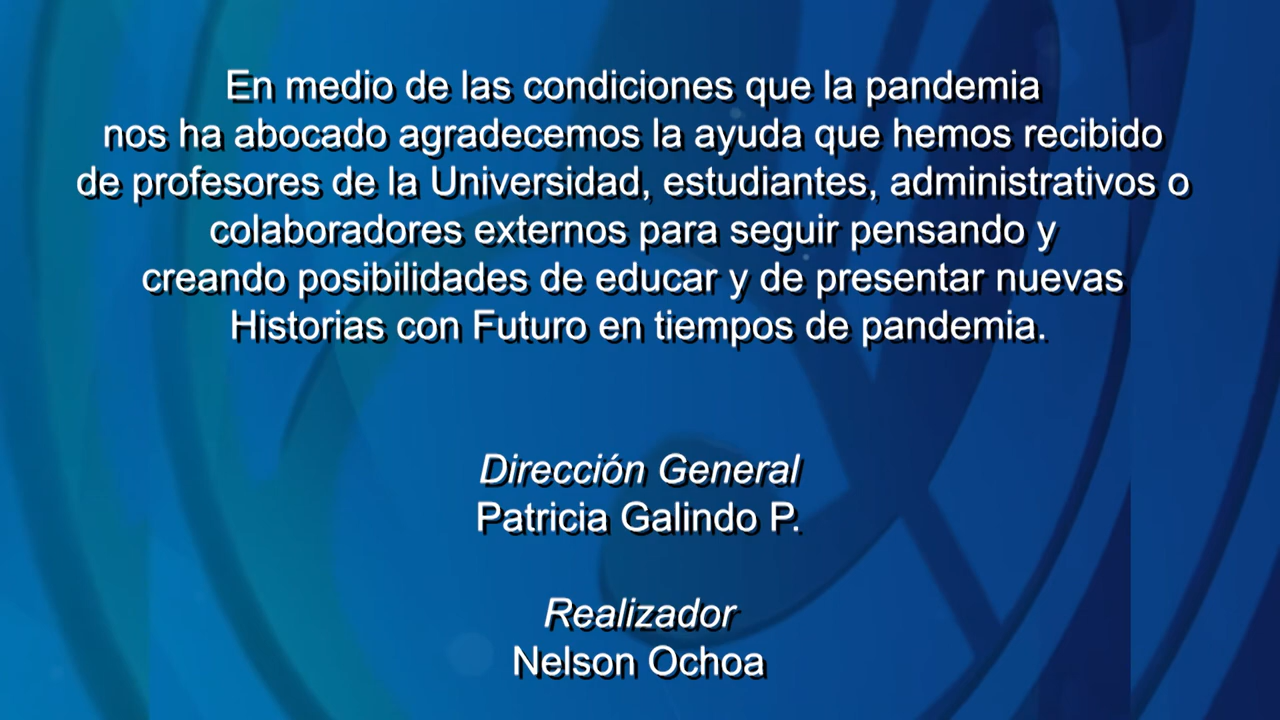 En medio de las condiciones que la pandemia
nos ha abocado agradecemos la ayuda que hemos recibido
de profesores de la Universidad, estudiantes, administrativos o
colaboradores externos para seguir pensando y
creando posibilidades de educar y de presentar nuevas
Historias con Futuro en tiempos de pandemia.
Dirección General
Patricia Galindo P.
Realizador
Nelson Ochoa